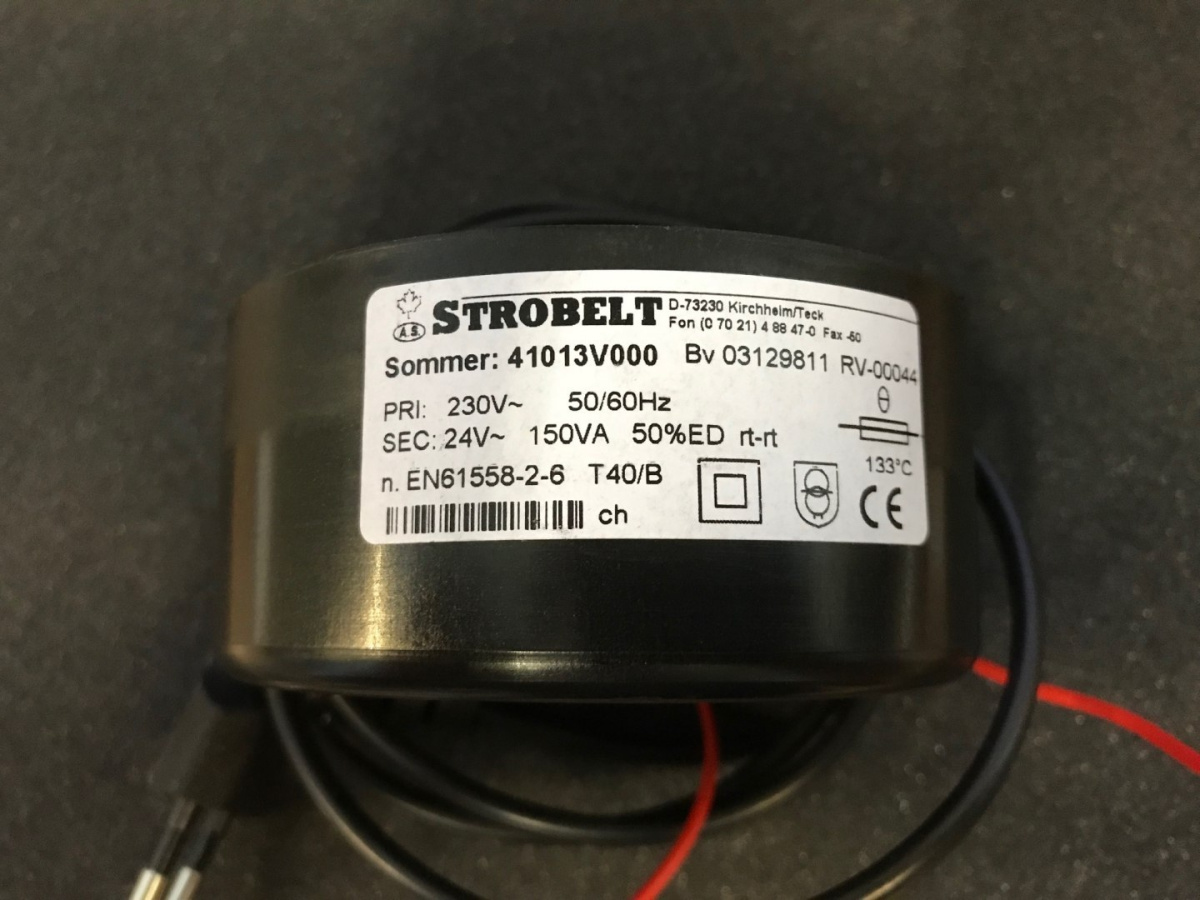 A.S.
STROBELT
D-73230 Kirchheim/Teck
Fon (0 70 21) 4 88 47-0 Fax -60
Sommer: 41013V000 Bv 03129811 RV-00044
PRI: 230V~ 50/60Hz
SEC: 24V~ 150VA 50%ED rt-rt
133°C
n. EN61558-2-6 T40/B
ch
CE